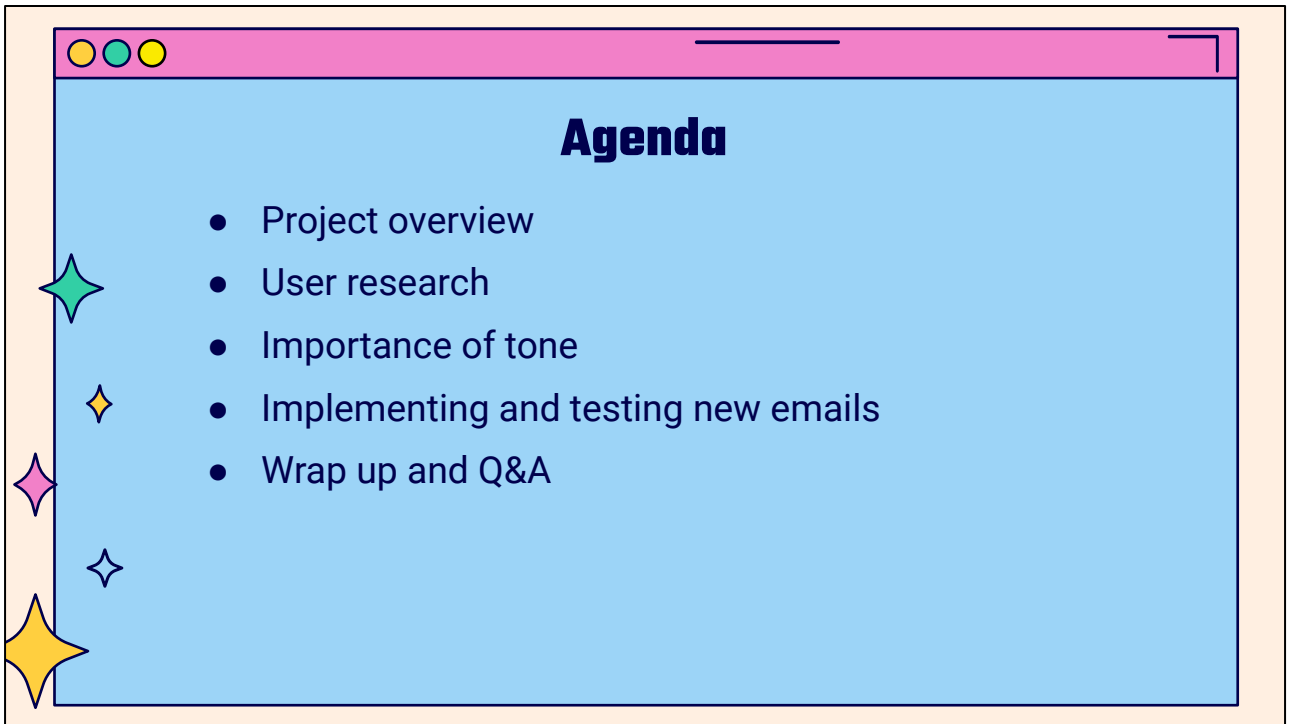 Agenda
● Project overview
● User research
● Importance of tone
● Implementing and testing new emails
● Wrap up and Q&A